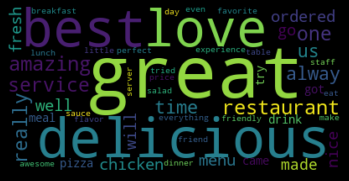 breakfast
day
even
favorite
fresh
best
love
ordered
us
go
one
lunch
little
perfect
experience
table
amazing
service
great
alway
staff
tried
price
salad
try
got
eat
really
well
server
time
restaurant
nice
meal
sauce
flavor
will
everything
friendly
drink
make
delicious
awesome
pizza
chicken
friend
dinner
menu
came
made